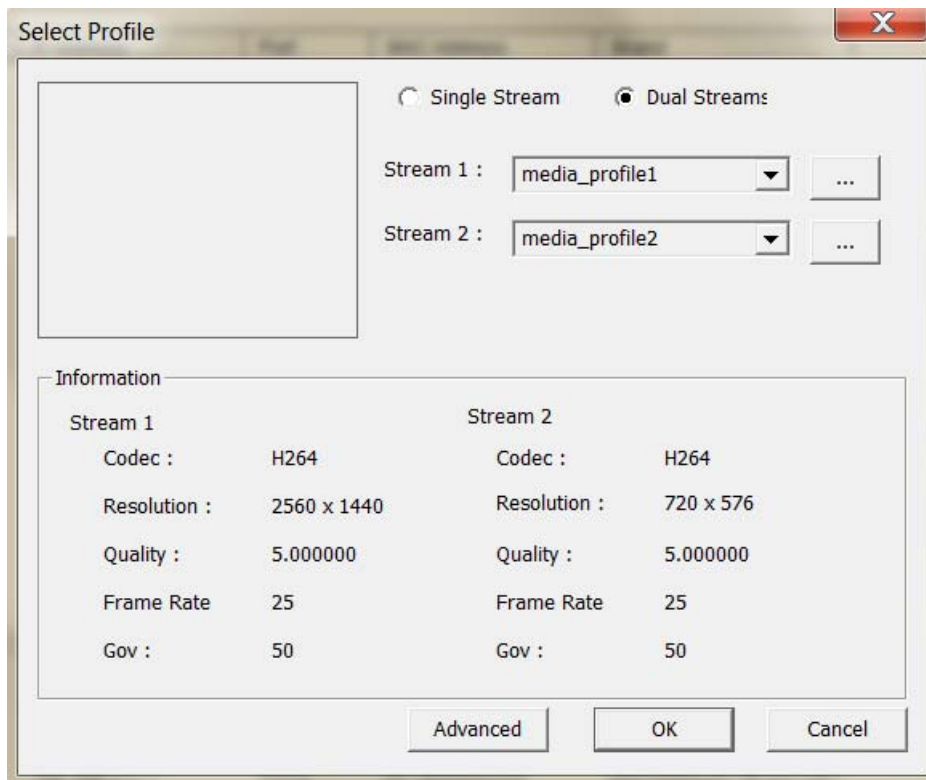 Select Profile
Single Stream
Dual Streams
Stream 1 :
media_profile1
...
Stream 2 :
media_profile2
...
Information
Stream 1
Codec :
H264
Resolution :
2560 x 1440
Quality :
5.000000
Frame Rate
25
Gov :
50
Stream 2
Codec :
H264
Resolution :
720 x 576
Quality :
5.000000
Frame Rate
25
Gov :
50
Advanced
OK
Cancel